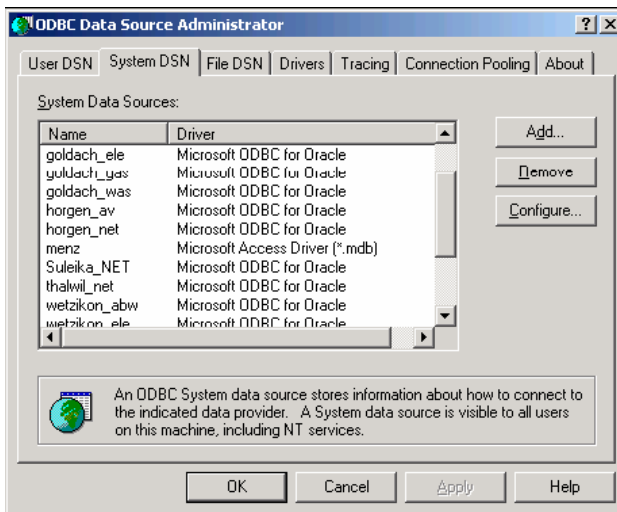 ODBC Data Source Administrator
User DSN System DSN File DSN Drivers Tracing Connection Pooling About
System Data Sources:
Name Driver
goldach_ele Microsoft ODBC for Oracle
goldach_gas Microsoft ODBC for Oracle
goldach_was Microsoft ODBC for Oracle
horgen_av Microsoft ODBC for Oracle
horgen_net Microsoft ODBC for Oracle
menz Microsoft Access Driver (*.mdb)
Suleika_NET Microsoft ODBC for Oracle
thalwil_net Microsoft ODBC for Oracle
wetzikon_abw Microsoft ODBC for Oracle
wetzikon_ele Microsoft ODBC for Oracle
Add...
Remove
Configure...
An ODBC System data source stores information about how to connect to
the indicated data provider. A System data source is visible to all users
on this machine, including NT services.
OK Cancel Apply Help